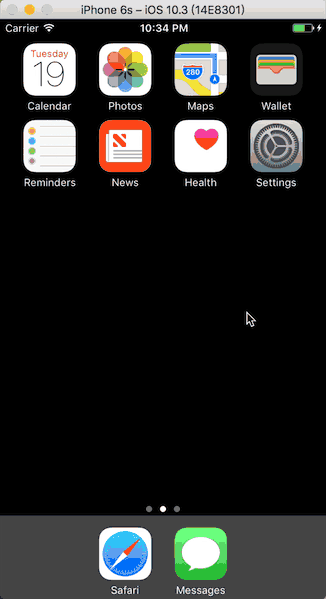 iPhone 6s – iOS 10.3 (14E8301)
Carrier 10:34 PM
Tuesday
19
280
Calendar Photos Maps Wallet
Reminders News Health Settings
Safari Messages